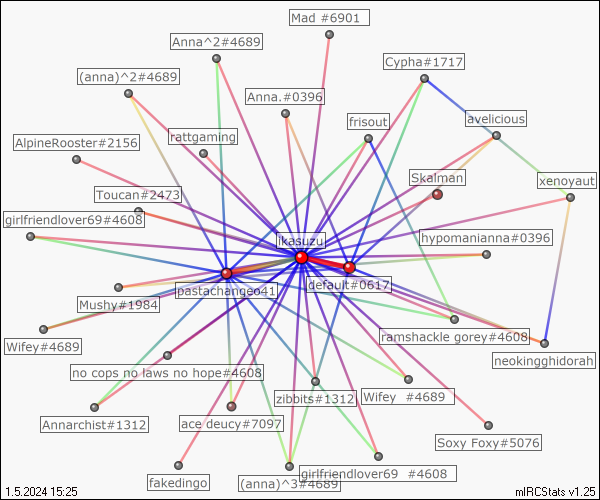 Mad #6901
Anna^2#4689
Cypha#1717
(anna)^2#4689
Anna.#0396
frisout
avelicious
AlpineRooster#2156
rattgaming
Skalman
xenoyaut
Toucan#2473
girlfriendlover69#4608
ikasuzu
hypomanianna#0396
pastachangeo41
default#0617
Mushy#1984
Wifey#4689
ramshackle gorey#4608
neokingghidorah
no cops no laws no hope#4608
zibbits#1312
Wifey #4689
Annarchist#1312
ace deucy#7097
Soxy Foxy#5076
fakedingo
(anna)^3#4689
girlfriendlover69 #4608
1.5.2024 15:25
mIRCStats v1.25